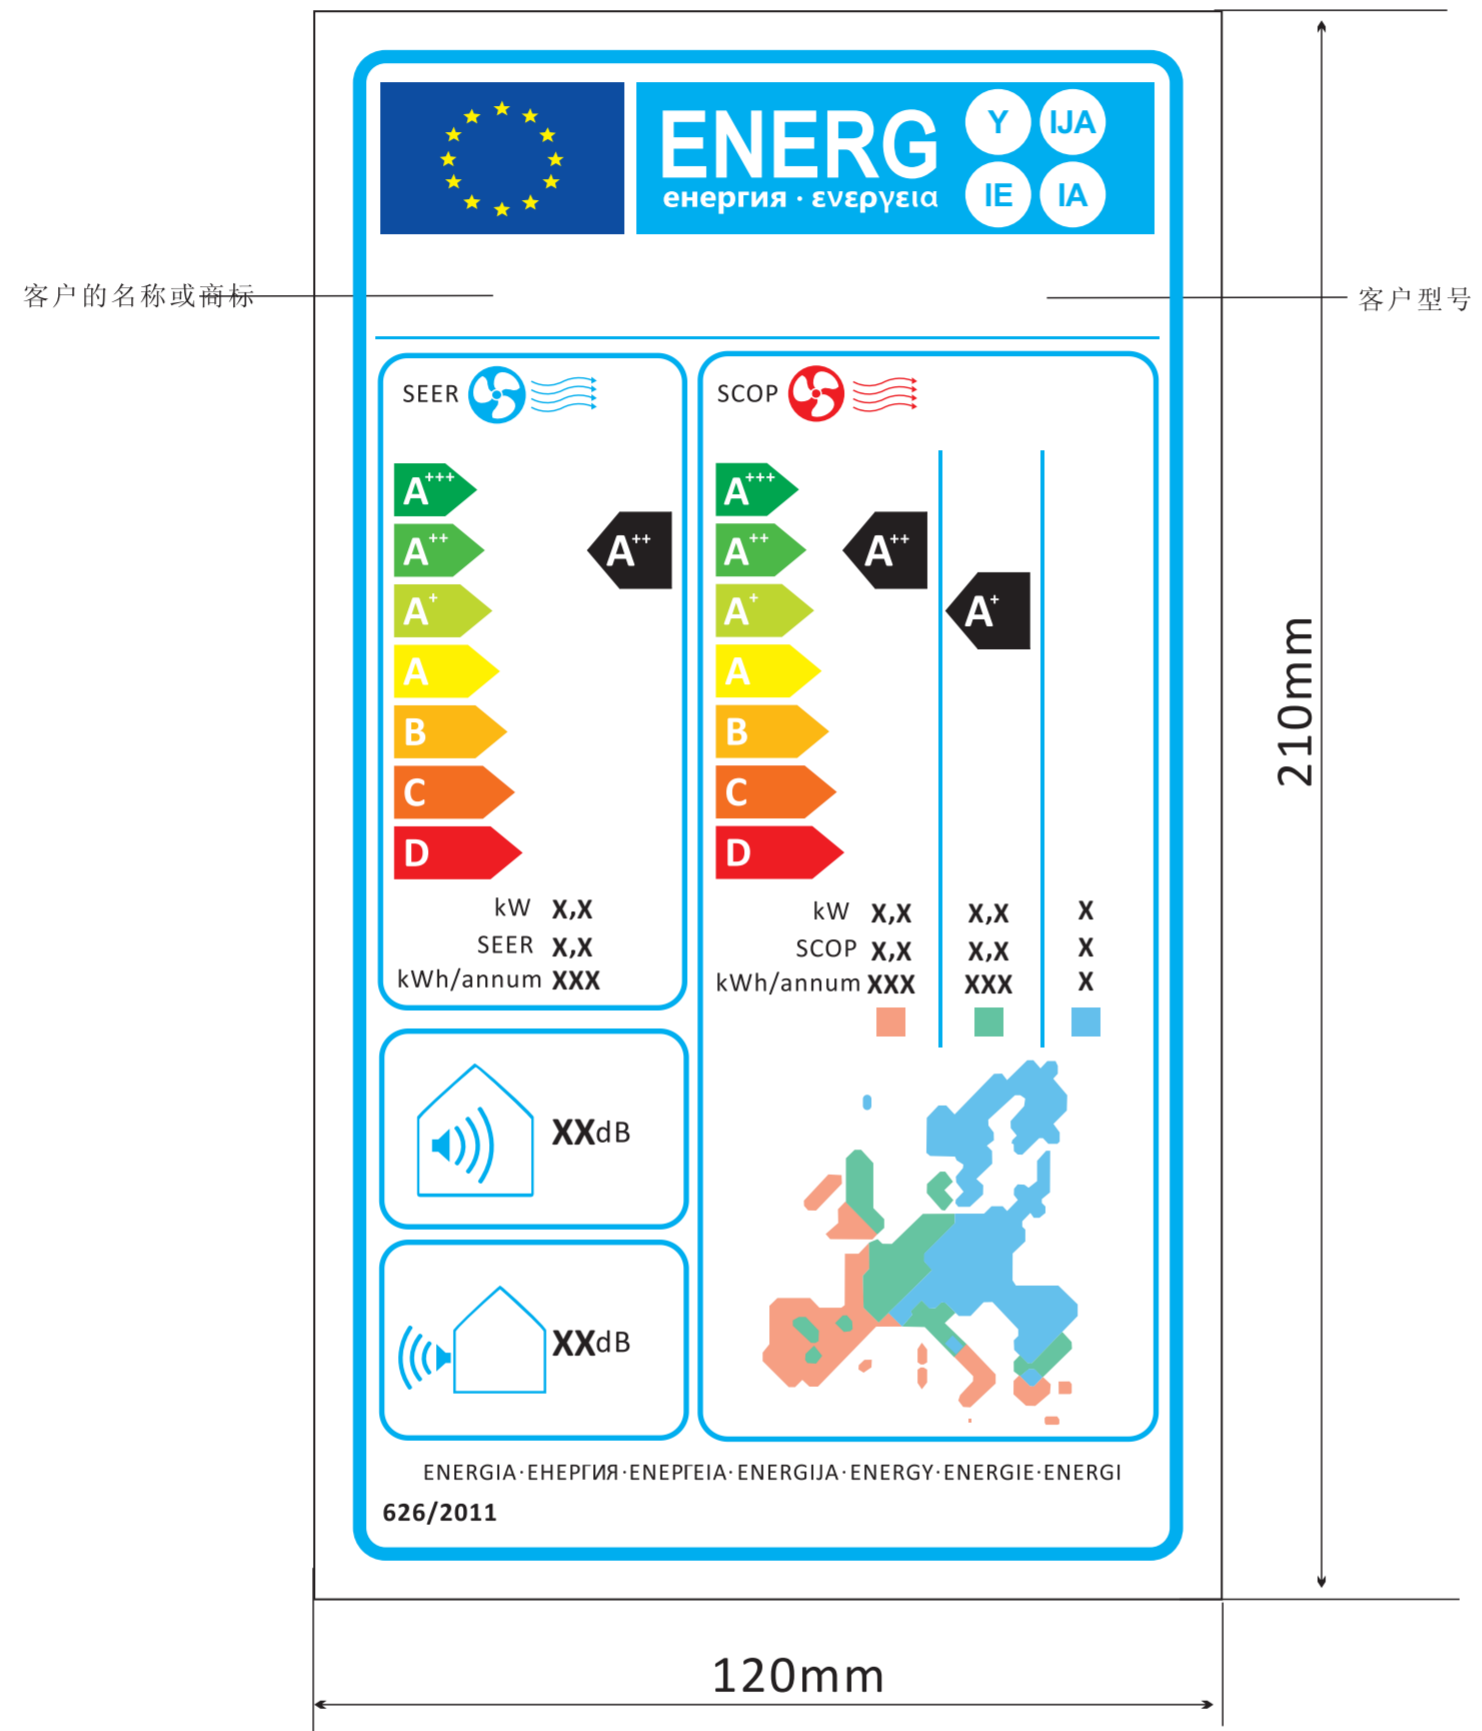 ENERG
Y IJA
енергия · ενεργεια
IE IA
客户的名称或商标
客户型号
SEER
SCOP
A+++
A++
A+
A
B
C
D
A++
kW X,X
SEER X,X
kWh/annum XXX
A+++
A++
A+
A
B
C
D
A++
A+
kW X,X X,X X
SCOP X,X X,X X
kWh/annum XXX XXX X
XXdB
XXdB
ENERGIA·ЕНЕРГИЯ·ΕΝΕΡΓΕΙΑ·ENERGIJA·ENERGY·ENERGIE·ENERGI
626/2011
210mm
120mm